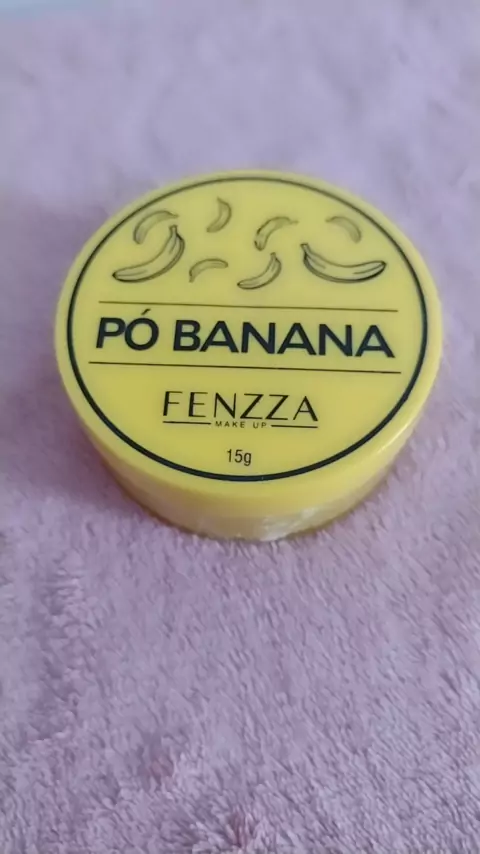 PÓ BANANA
FENZZA
MAKE UP
15g